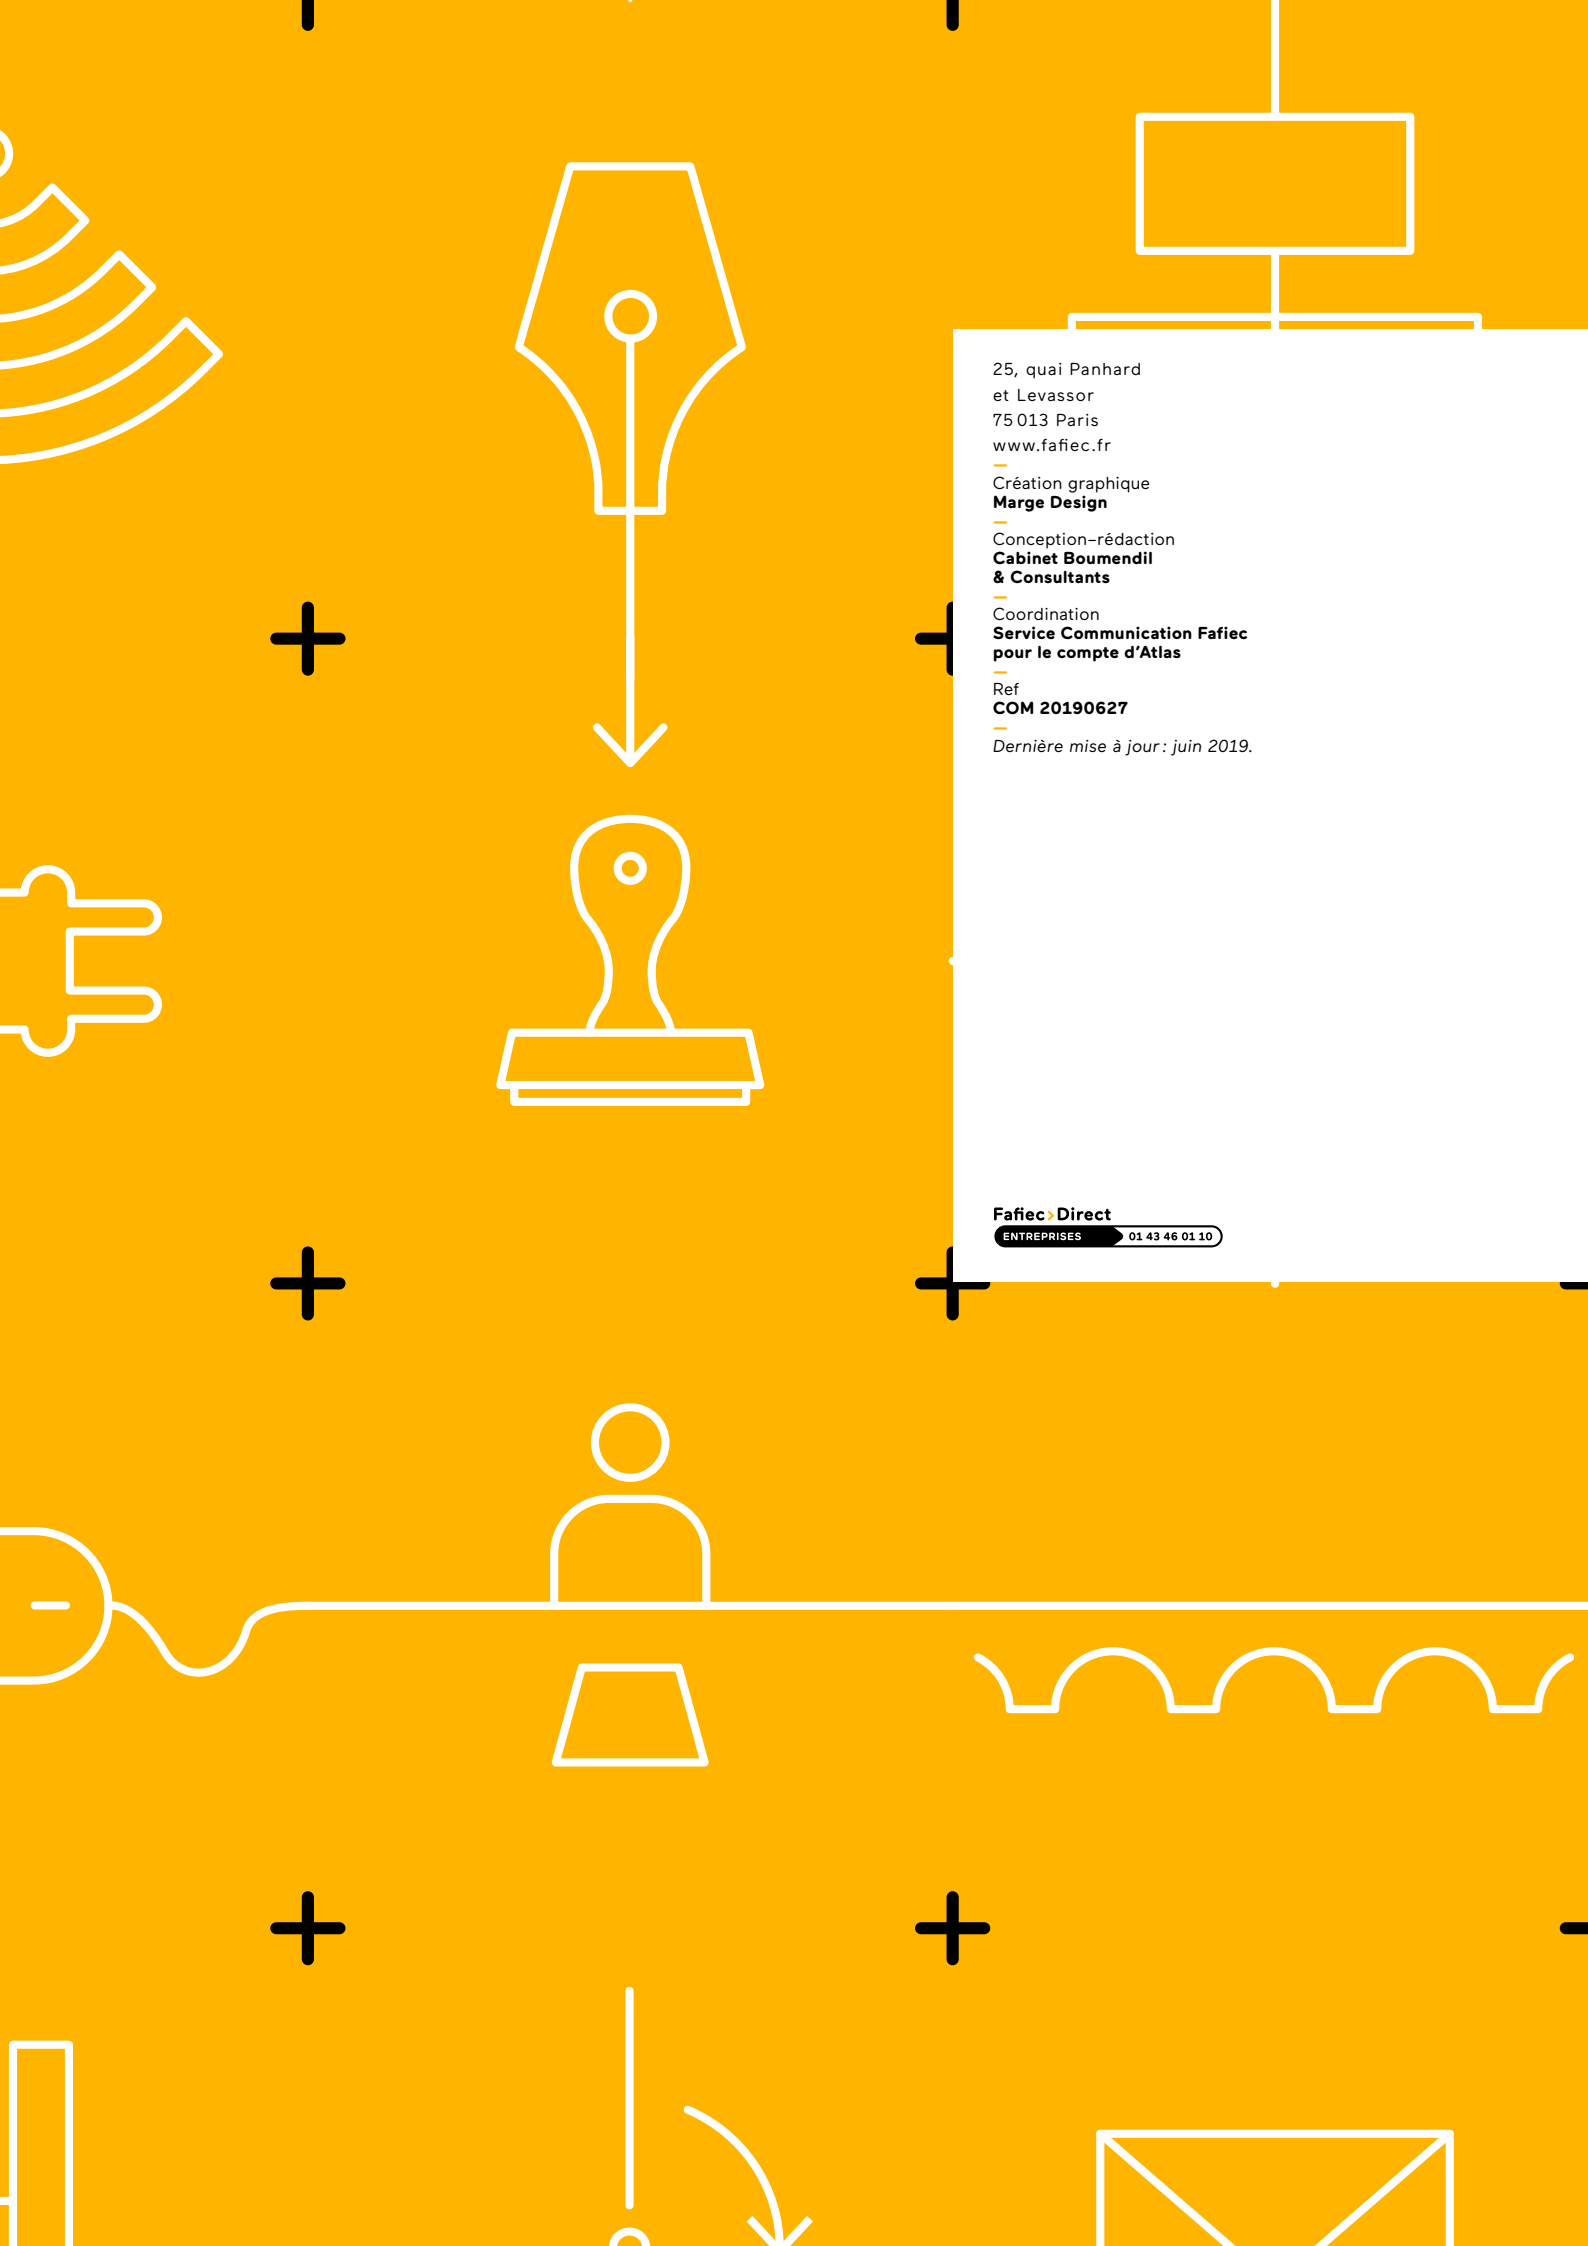 25, quai Panhard
et Levassor
75 013 Paris
www.fafiec.fr
—
Création graphique
Marge Design
—
Conception–rédaction
Cabinet Boumendil
& Consultants
—
Coordination
Service Communication Fafiec
pour le compte d’Atlas
—
Ref
COM 20190627
—
Dernière mise à jour : juin 2019.
Fafiec>Direct
ENTREPRISES 01 43 46 01 10